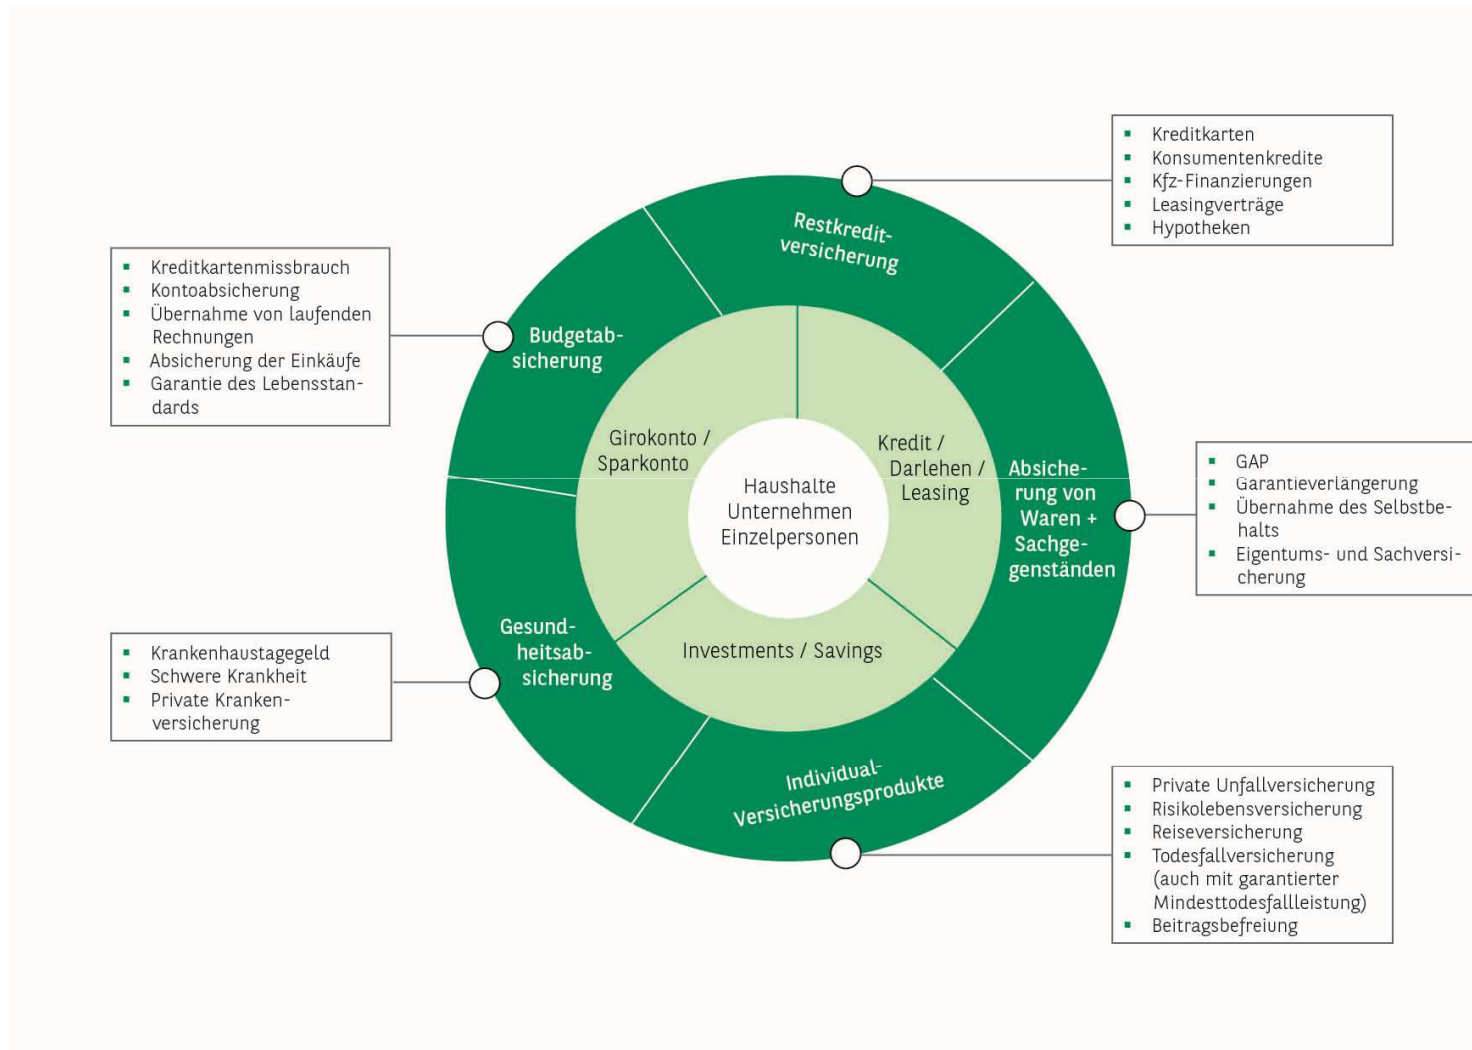 Kreditkarten
Konsumentenkredite
Kfz-Finanzierungen
Leasingverträge
Hypotheken
Restkredit-
versicherung
Kreditkartenmissbrauch
Kontoabsicherung
Übernahme von laufenden
Rechnungen
Absicherung der Einkäufe
Garantie des Lebensstan-
dards
Budgetab-
sicherung
Girokonto /
Sparkonto
Kredit /
Darlehen /
Leasing
Haushalte
Unternehmen
Einzelpersonen
Absiche-
rung von
Waren +
Sachge-
genständen
GAP
Garantieverlängerung
Übernahme des Selbstbe-
halts
Eigentums- und Sachversi-
cherung
Gesund-
heitsab-
sicherung
Krankenhaustagegeld
Schwere Krankheit
Private Kranken-
versicherung
Investments / Savings
Individual-
Versicherungsprodukte
Private Unfallversicherung
Risikolebensversicherung
Reiseversicherung
Todesfallversicherung
(auch mit garantierter
Mindesttodesfallleistung)
Beitragsbefreiung